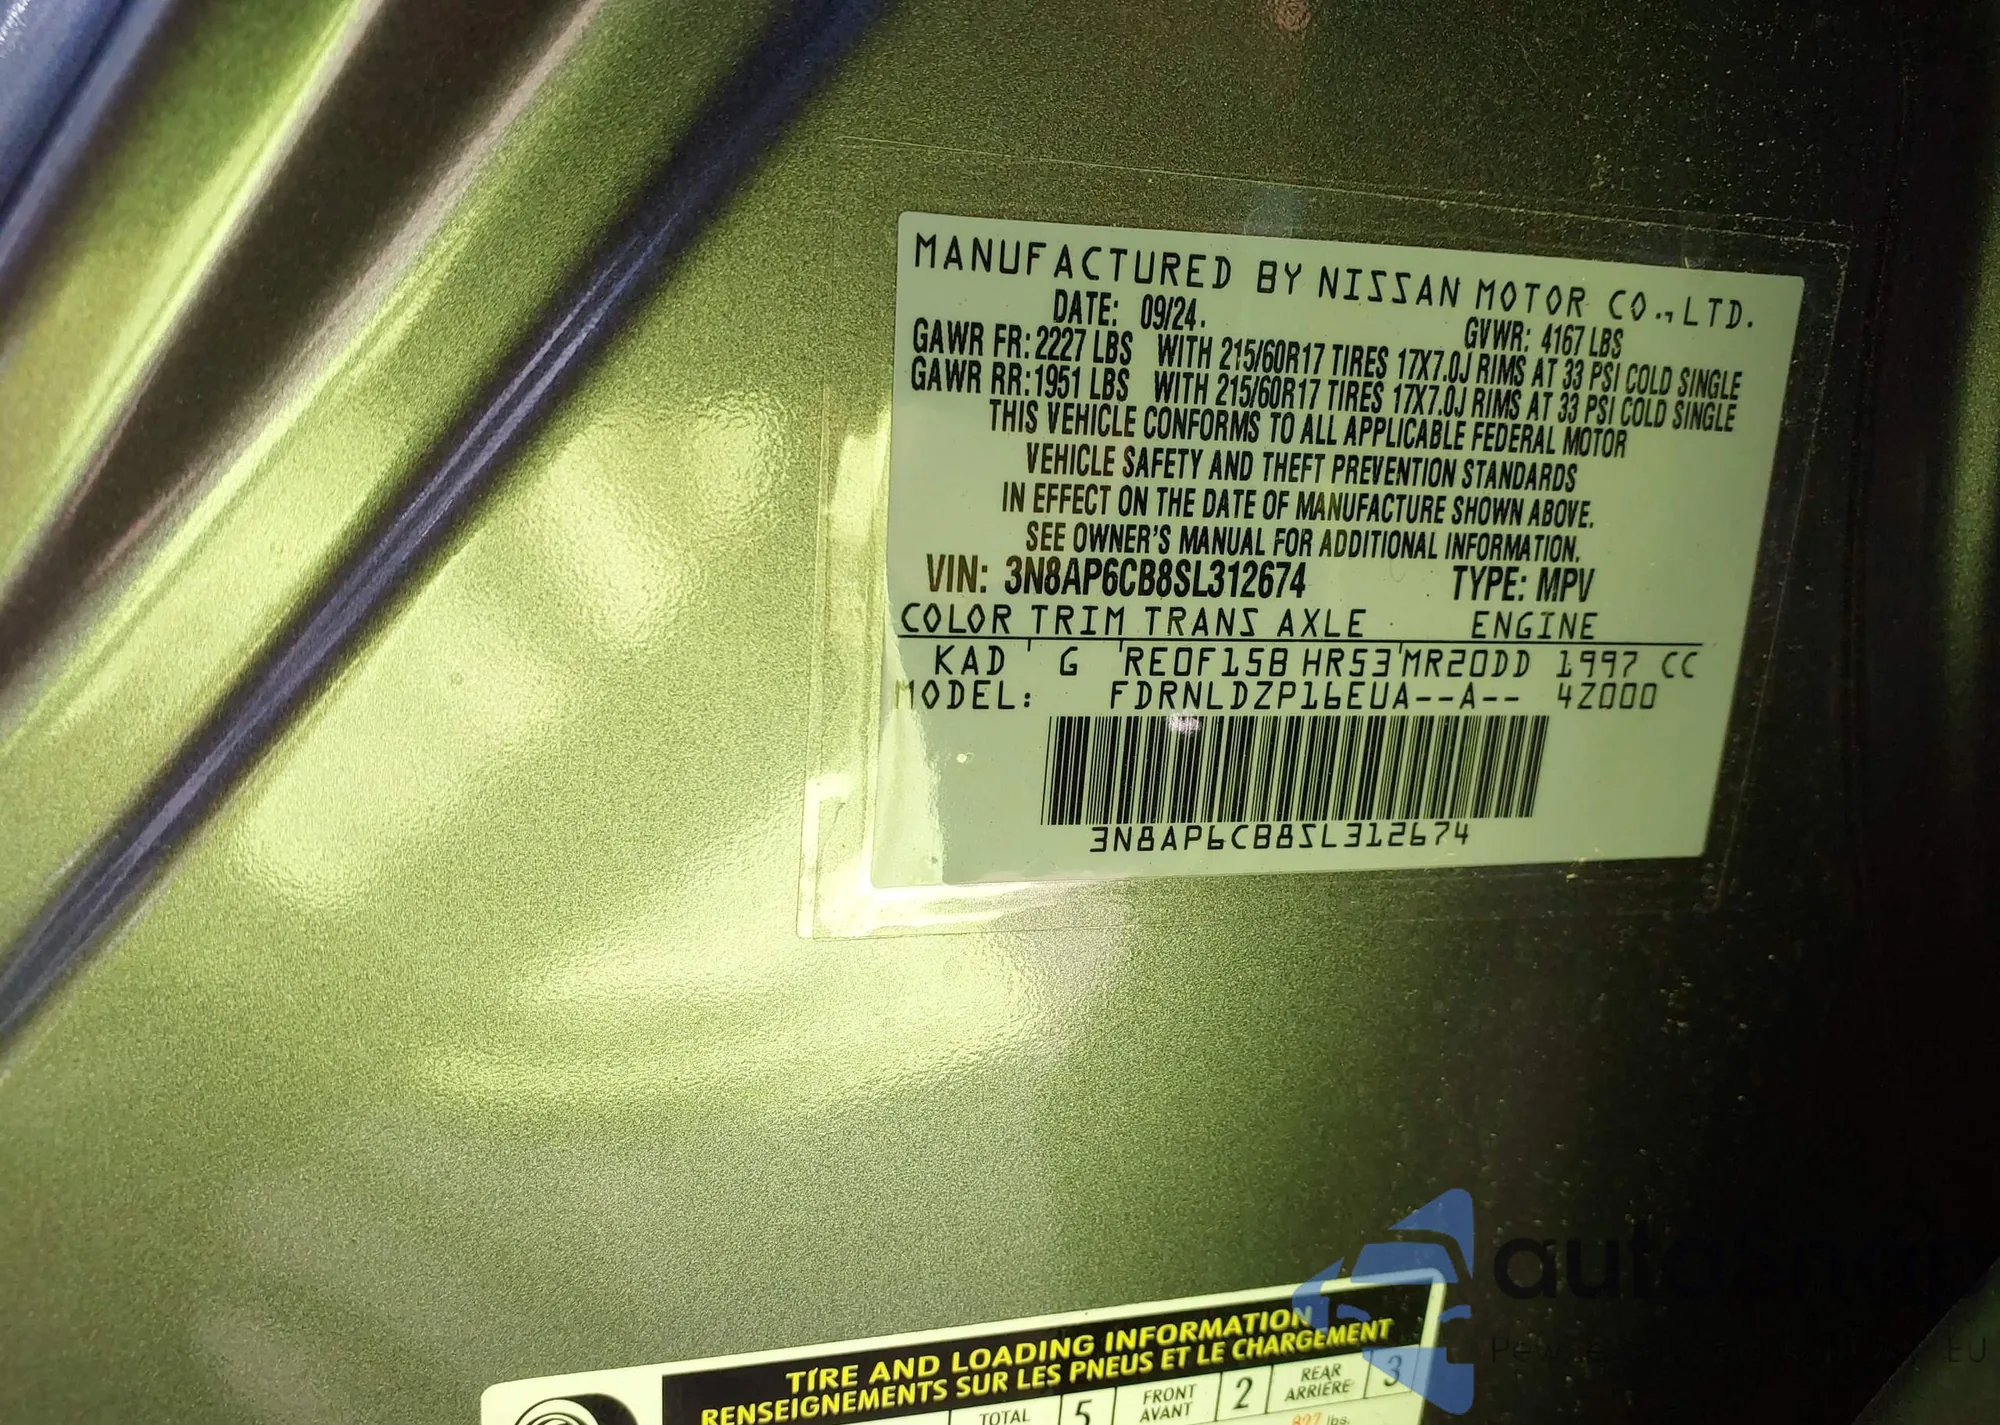 MANUFACTURED BY NISSAN MOTOR CO., LTD.
DATE: 09/24. GVWR: 4167 LBS
GAWR FR: 2227 LBS WITH 215/60R17 TIRES 17X7.0J RIMS AT 33 PSI COLD SINGLE
GAWR RR: 1951 LBS WITH 215/60R17 TIRES 17X7.0J RIMS AT 33 PSI COLD SINGLE
THIS VEHICLE CONFORMS TO ALL APPLICABLE FEDERAL MOTOR
VEHICLE SAFETY AND THEFT PREVENTION STANDARDS
IN EFFECT ON THE DATE OF MANUFACTURE SHOWN ABOVE.
SEE OWNER'S MANUAL FOR ADDITIONAL INFORMATION.
VIN: 3N8AP6CB8SL312674 TYPE: MPV
COLOR TRIM TRANS AXLE ENGINE
KAD G RE0F15B HR53 MR20DD 1997 CC
MODEL: FDRNLDZP16EUA--A-- 4Z000
3N8AP6CB8SL312674
TIRE AND LOADING INFORMATION
RENSEIGNEMENTS SUR LES PNEUS ET LE CHARGEMENT
TOTAL 5 FRONT AVANT 2 REAR ARRIÈRE 3
827 lbs.
EU